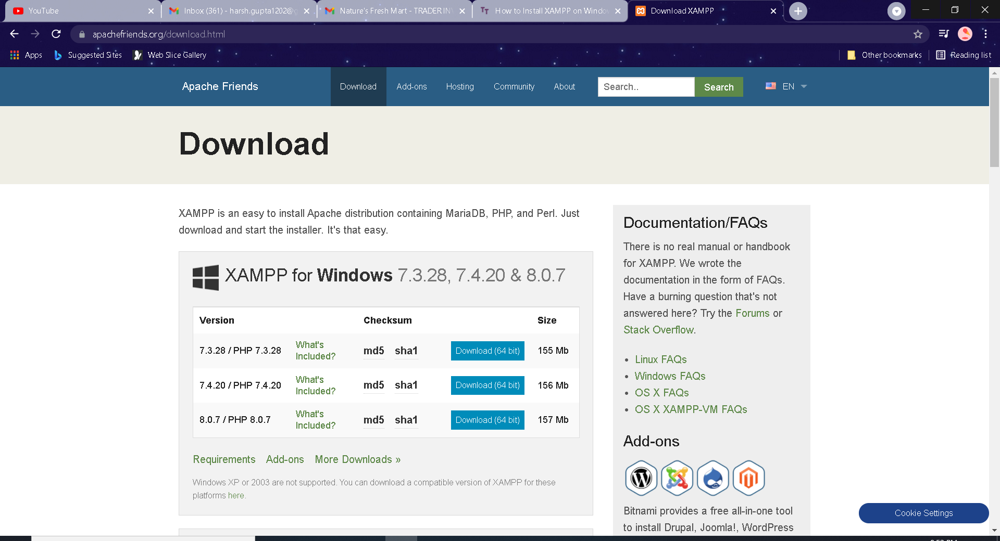 YouTube
Inbox (361) - harsh.gupta1202@g
Nature's Fresh Mart - TRADER IN
How to Install XAMPP on Windo
Download XAMPP
apachefriends.org/download.html
Apps
Suggested Sites
Web Slice Gallery
Other bookmarks
Reading list
Apache Friends
Download
Add-ons
Hosting
Community
About
Search..
Search
EN
Download
XAMPP is an easy to install Apache distribution containing MariaDB, PHP, and Perl. Just
download and start the installer. It's that easy.
XAMPP for Windows 7.3.28, 7.4.20 & 8.0.7
Version Checksum Size
7.3.28 / PHP 7.3.28 What's
Included? md5 sha1 Download (64 bit) 155 Mb
7.4.20 / PHP 7.4.20 What's
Included? md5 sha1 Download (64 bit) 156 Mb
8.0.7 / PHP 8.0.7 What's
Included? md5 sha1 Download (64 bit) 157 Mb
Requirements Add-ons More Downloads »
Windows XP or 2003 are not supported. You can download a compatible version of XAMPP for these
platforms here.
Documentation/FAQs
There is no real manual or handbook
for XAMPP. We wrote the
documentation in the form of FAQs.
Have a burning question that's not
answered here? Try the Forums or
Stack Overflow.
• Linux FAQs
• Windows FAQs
• OS X FAQs
• OS X XAMPP-VM FAQs
Add-ons
Bitnami provides a free all-in-one tool
to install Drupal, Joomla!, WordPress
Cookie Settings